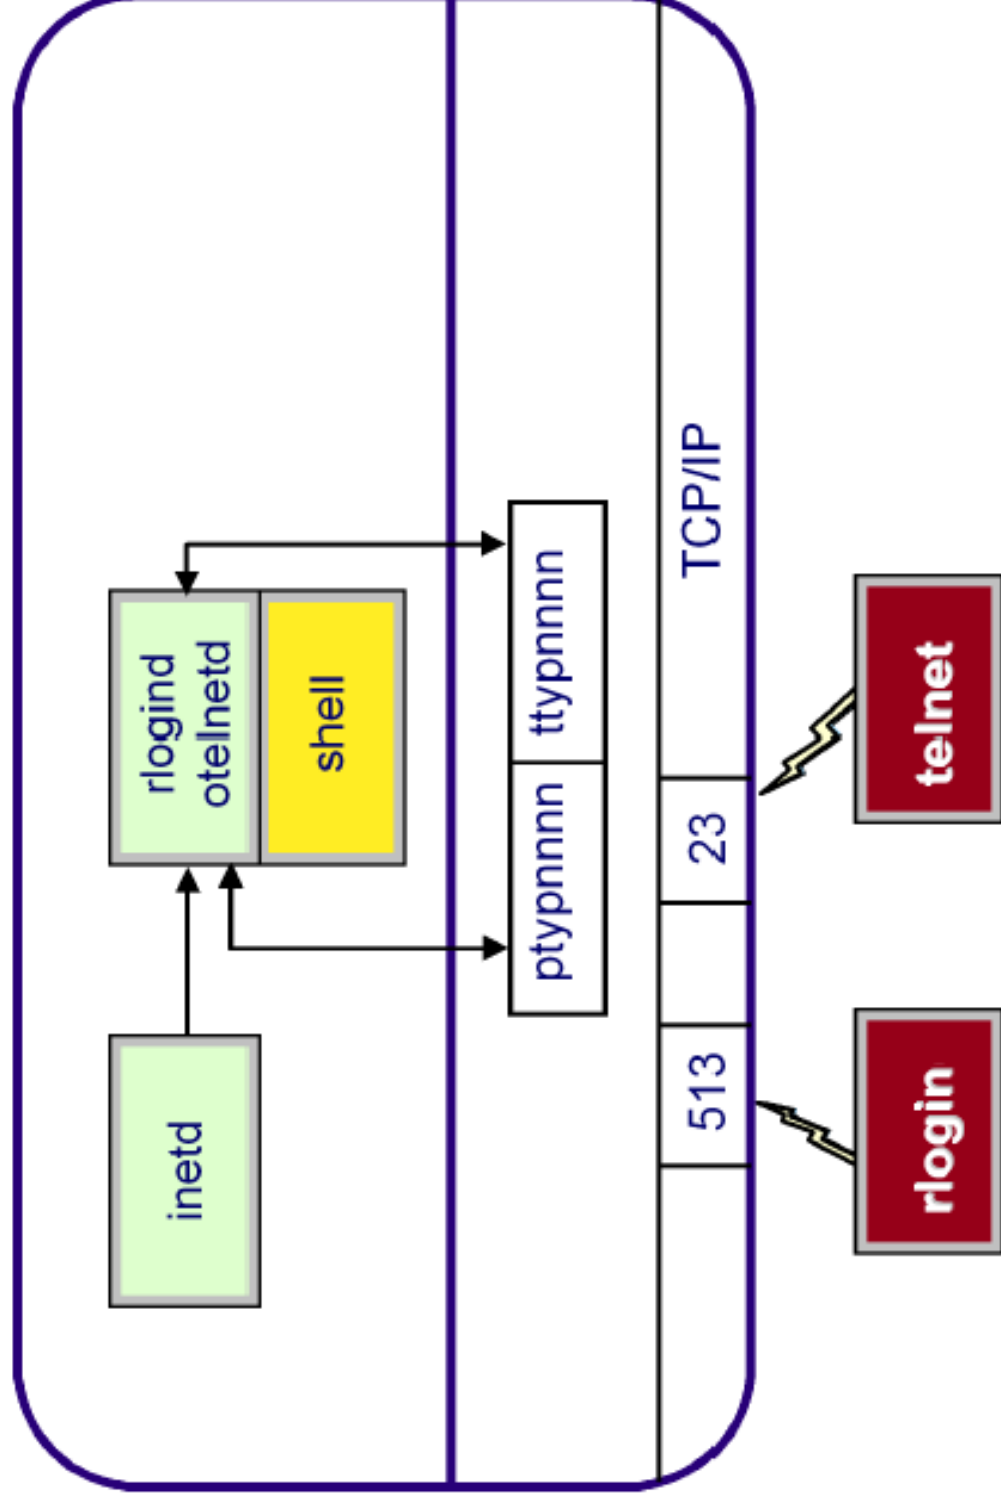 inetd
rlogind
otelnetd
shell
ptypnnnn
ttypnnnn
513
23
TCP/IP
rlogin
telnet